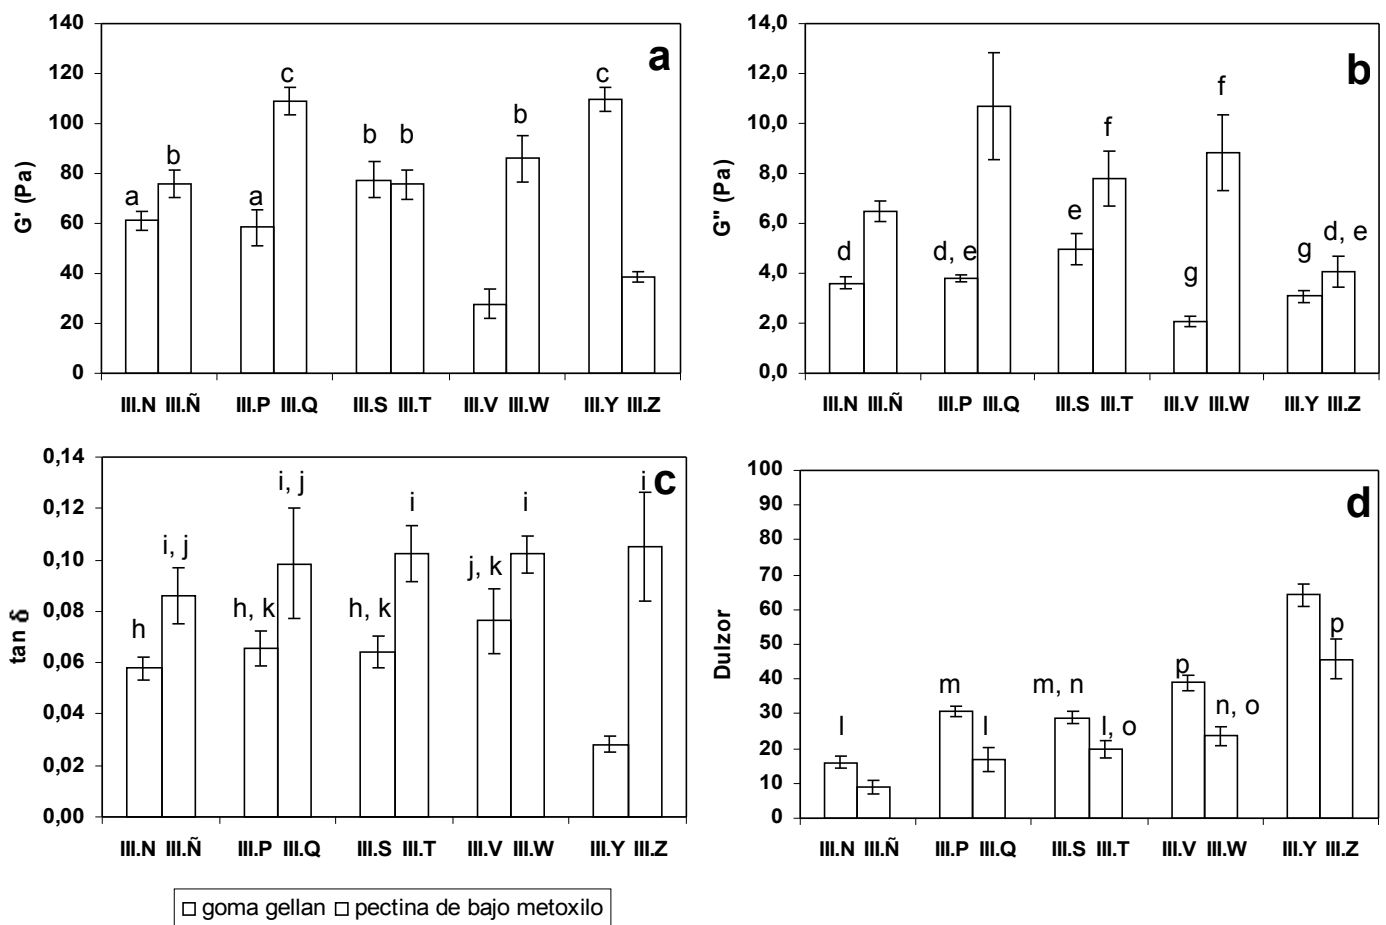 a
G' (Pa)
140
120
100
80
60
40
20
0
a
b
a
c
b
b
b
c
III.N III.Ñ III.P III.Q III.S III.T III.V III.W III.Y III.Z
b
G'' (Pa)
14,0
12,0
10,0
8,0
6,0
4,0
2,0
0,0
d
d, e
e
f
g
f
g
d, e
III.N III.Ñ III.P III.Q III.S III.T III.V III.W III.Y III.Z
c
tan δ
0,14
0,12
0,10
0,08
0,06
0,04
0,02
0,00
h
i, j
h, k
i, j
h, k
i
j, k
i
i
III.N III.Ñ III.P III.Q III.S III.T III.V III.W III.Y III.Z
d
Dulzor
100
90
80
70
60
50
40
30
20
10
0
l
m
l
m, n
l, o
p
n, o
p
III.N III.Ñ III.P III.Q III.S III.T III.V III.W III.Y III.Z
goma gellan pectina de bajo metoxilo